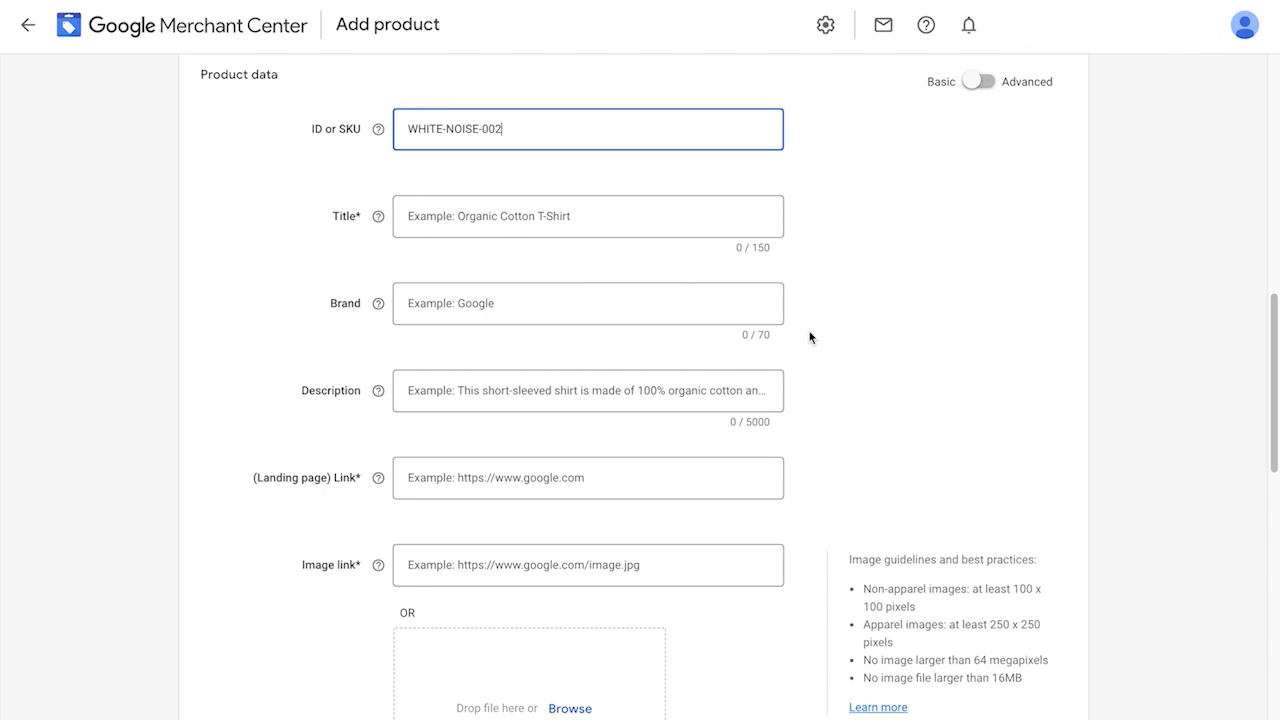 Google Merchant Center
Add product
Product data
Basic
Advanced
ID or SKU
WHITE-NOISE-002
Title*
Example: Organic Cotton T-Shirt
0 / 150
Brand
Example: Google
0 / 70
Description
Example: This short-sleeved shirt is made of 100% organic cotton an...
0 / 5000
(Landing page) Link*
Example: https://www.google.com
Image link*
Example: https://www.google.com/image.jpg
OR
Drop file here or Browse
Image guidelines and best practices:
• Non-apparel images: at least 100 x
100 pixels
• Apparel images: at least 250 x 250
pixels
• No image larger than 64 megapixels
• No image file larger than 16MB
Learn more